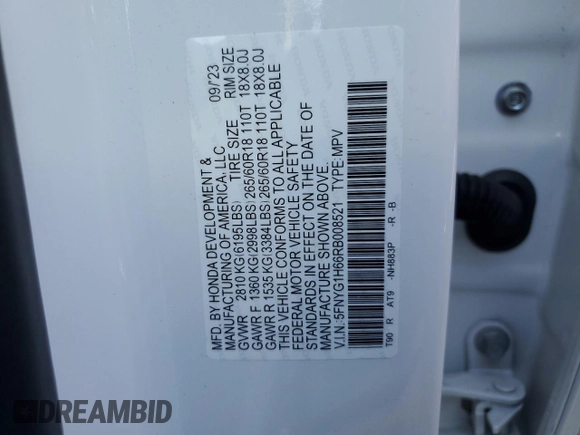 MFD. BY HONDA DEVELOPMENT & 09/'23
MANUFACTURING OF AMERICA, LLC
TIRE SIZE RIM SIZE
GVWR 2810 KG(6195LBS)
GAWR F 1360 KG(2998LBS) 265/60R18 110T 18X8.0J
GAWR R 1535 KG(3384LBS) 265/60R18 110T 18X8.0J
THIS VEHICLE CONFORMS TO ALL APPLICABLE
FEDERAL MOTOR VEHICLE SAFETY
STANDARDS IN EFFECT ON THE DATE OF
MANUFACTURE SHOWN ABOVE.
V.I.N.:5FNYG1H66RB008521 TYPE:MPV
T90 R AT9 -NH883P -R -B
DREAMBID